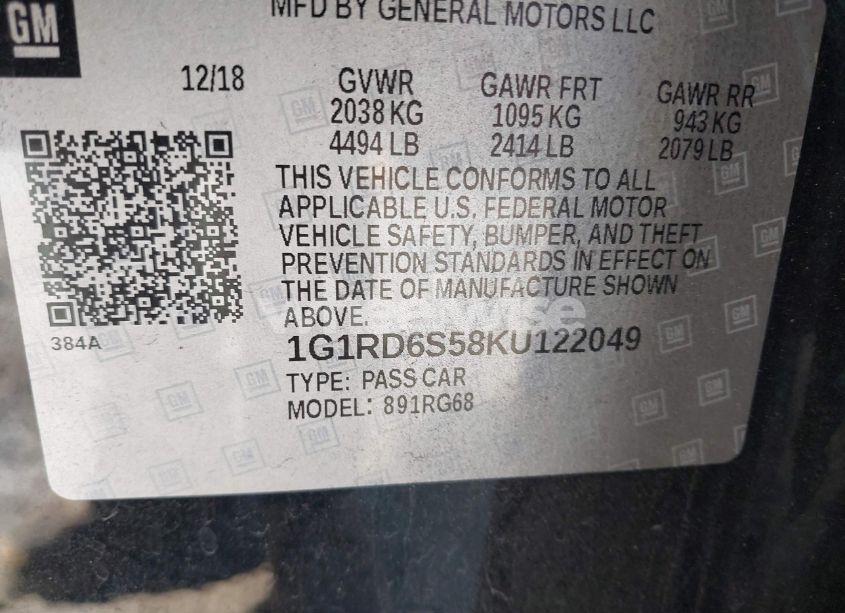 GM
MFD BY GENERAL MOTORS LLC
12/18 GVWR GAWR FRT GAWR RR
2038 KG 1095 KG 943 KG
4494 LB 2414 LB 2079 LB
THIS VEHICLE CONFORMS TO ALL
APPLICABLE U.S. FEDERAL MOTOR
VEHICLE SAFETY, BUMPER, AND THEFT
PREVENTION STANDARDS IN EFFECT ON
THE DATE OF MANUFACTURE SHOWN
ABOVE.
384A
1G1RD6S58KU122049
TYPE: PASS CAR
MODEL: 891RG68